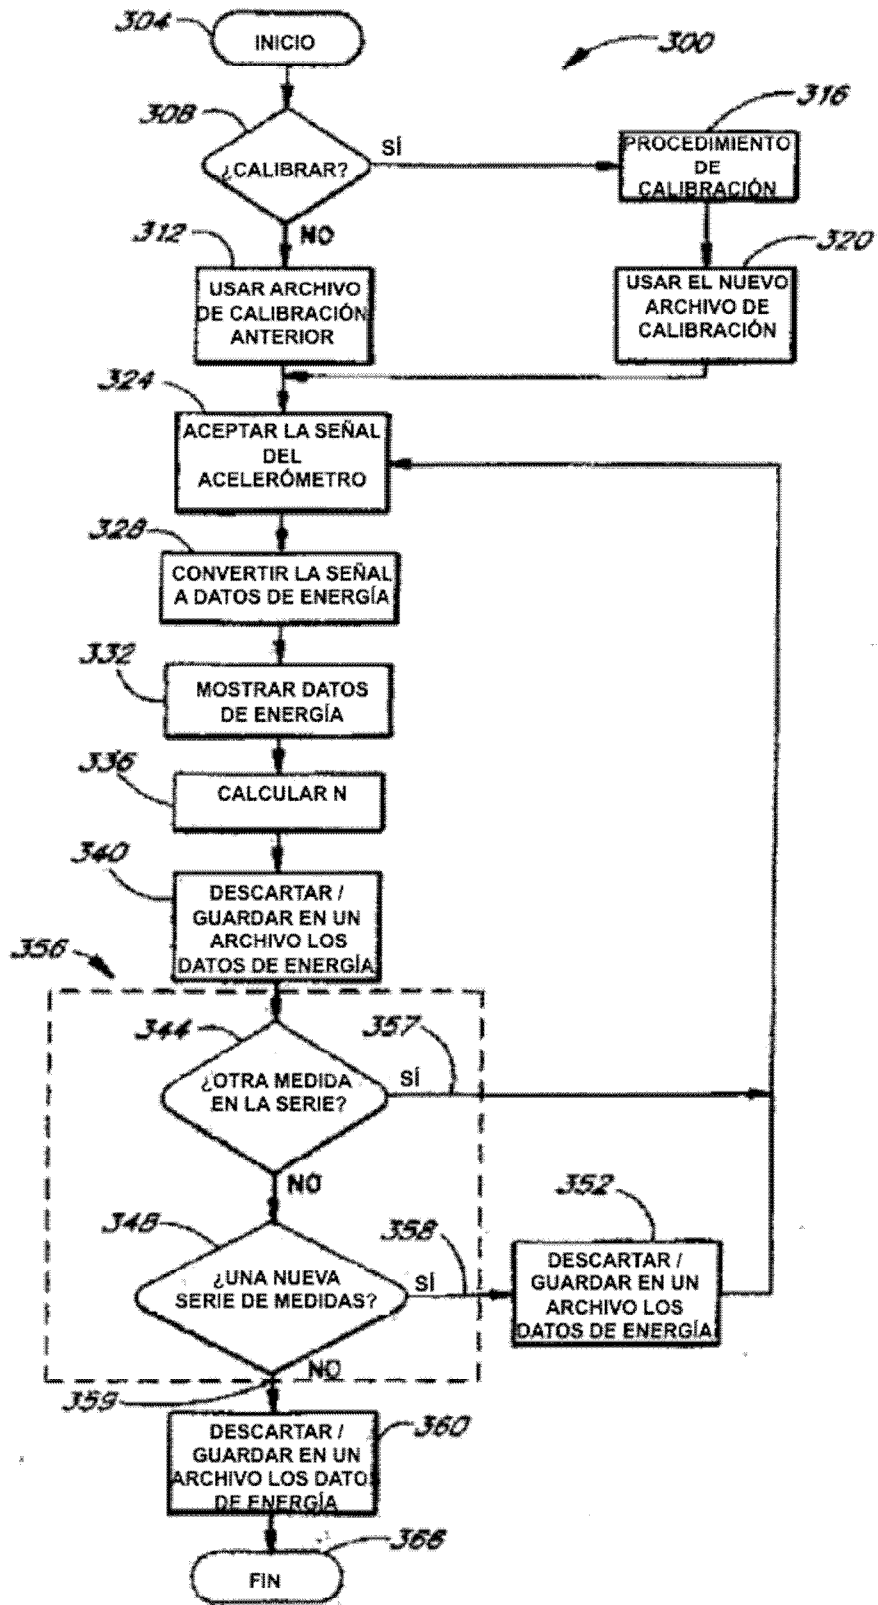 304
INICIO
300
308
¿CALIBRAR?
SÍ
NO
316
PROCEDIMIENTO
DE
CALIBRACIÓN
312
USAR ARCHIVO
DE CALIBRACIÓN
ANTERIOR
320
USAR EL NUEVO
ARCHIVO DE
CALIBRACIÓN
324
ACEPTAR LA SEÑAL
DEL
ACELERÓMETRO
328
CONVERTIR LA SEÑAL
A DATOS DE ENERGÍA
332
MOSTRAR DATOS
DE ENERGÍA
336
CALCULAR N
340
DESCARTAR /
GUARDAR EN UN
ARCHIVO LOS
DATOS DE ENERGÍA
356
344
¿OTRA MEDIDA
EN LA SERIE?
SÍ
357
NO
348
¿UNA NUEVA
SERIE DE MEDIDAS?
SÍ
358
352
DESCARTAR /
GUARDAR EN UN
ARCHIVO LOS
DATOS DE ENERGÍA
NO
359
360
DESCARTAR /
GUARDAR EN UN
ARCHIVO LOS DATOS
DE ENERGÍA
366
FIN